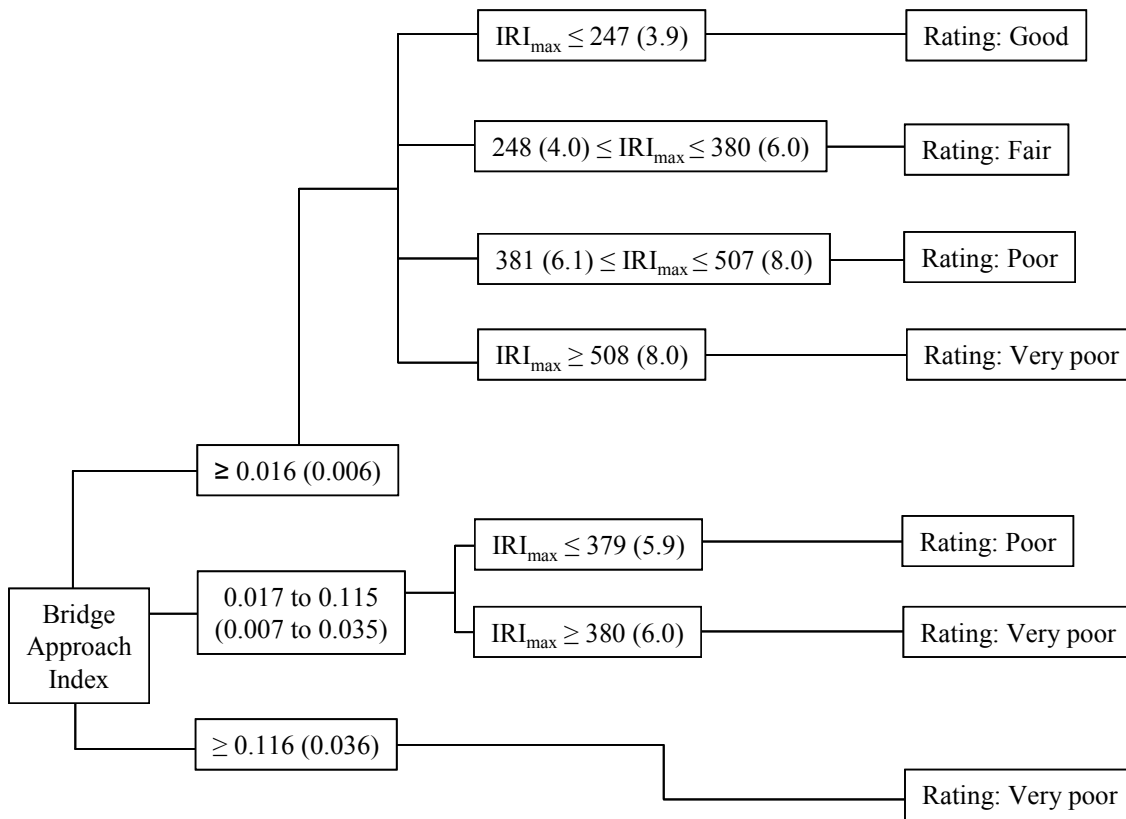 IRImax ≤ 247 (3.9)
Rating: Good
248 (4.0) ≤ IRImax ≤ 380 (6.0)
Rating: Fair
381 (6.1) ≤ IRImax ≤ 507 (8.0)
Rating: Poor
IRImax ≥ 508 (8.0)
Rating: Very poor
≥ 0.016 (0.006)
IRImax ≤ 379 (5.9)
Rating: Poor
0.017 to 0.115
(0.007 to 0.035)
IRImax ≥ 380 (6.0)
Rating: Very poor
Bridge
Approach
Index
≥ 0.116 (0.036)
Rating: Very poor